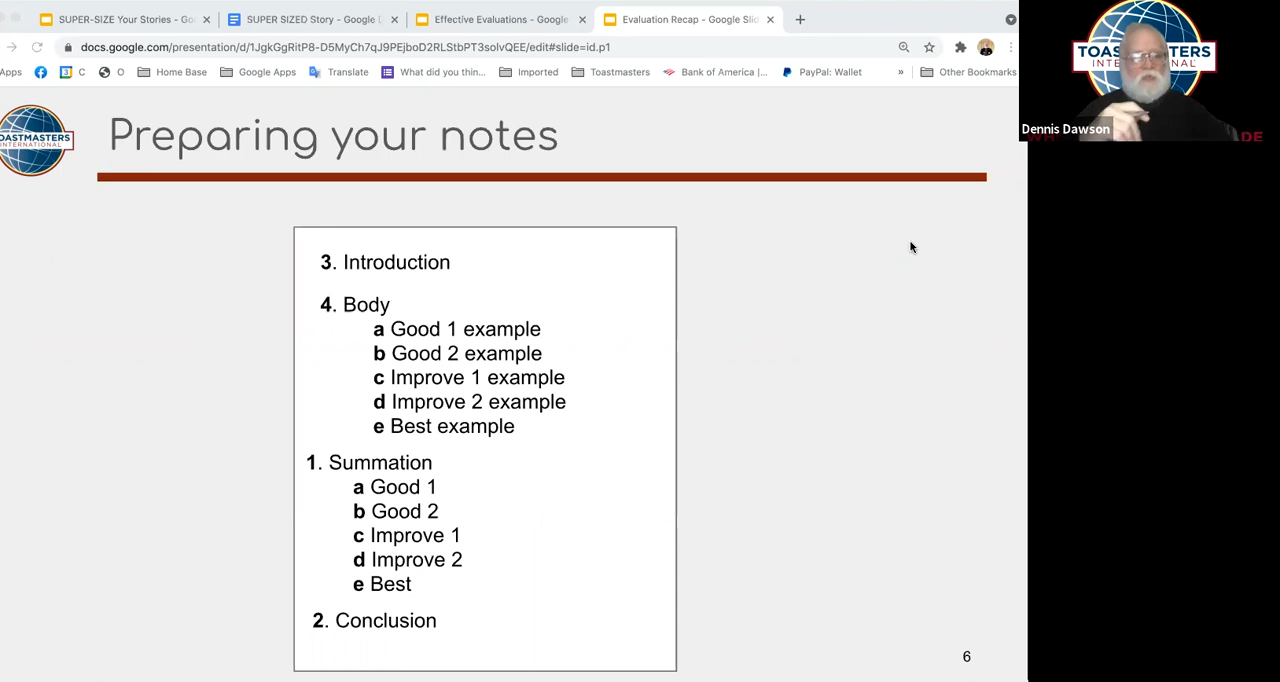 SUPER-SIZE Your Stories - Goo
SUPER SIZED Story - Google D
Effective Evaluations - Google
Evaluation Recap - Google Slid
docs.google.com/presentation/d/1JgkGgRitP8-D5MyCh7qJ9PEjboD2RLStbPT3solvQEE/edit#slide=id.p1
Apps
C
O
Home Base
Google Apps
Translate
What did you thin...
Imported
Toastmasters
Bank of America |...
PayPal: Wallet
»
Other Bookmarks
OASTMASTERS
INTERNATIONAL
Preparing your notes
3. Introduction
4. Body
a Good 1 example
b Good 2 example
c Improve 1 example
d Improve 2 example
e Best example
1. Summation
a Good 1
b Good 2
c Improve 1
d Improve 2
e Best
2. Conclusion
6
Dennis Dawson